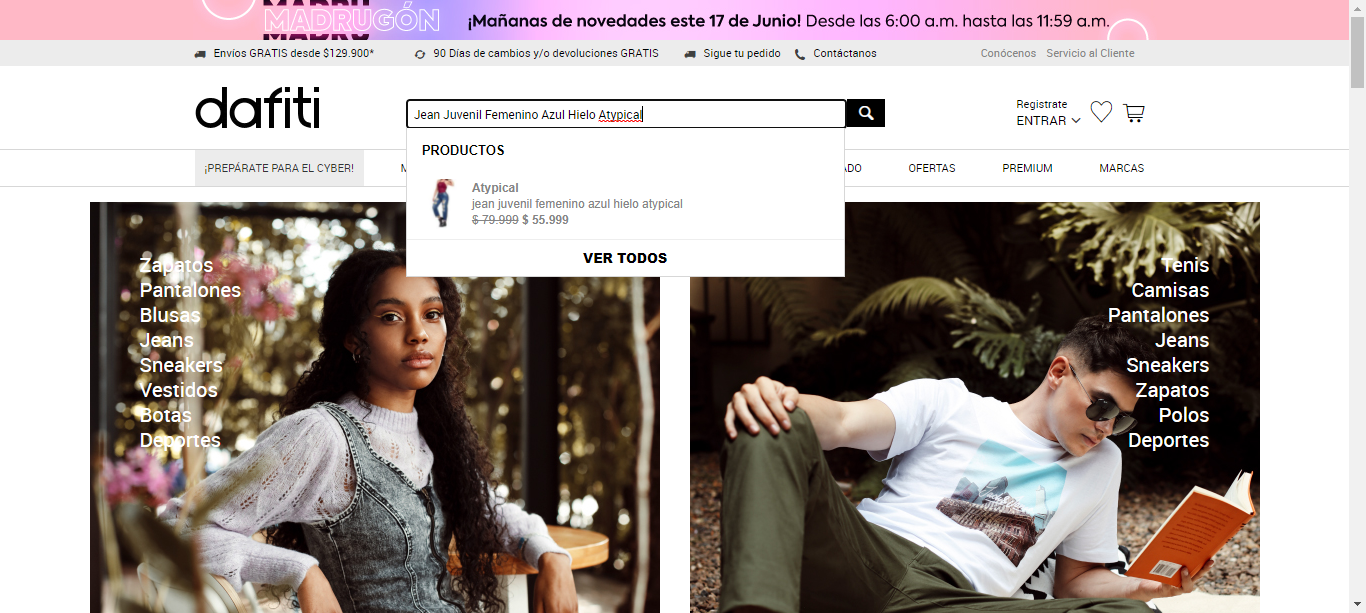 MADRUGÓN
¡Mañanas de novedades este 17 de Junio! Desde las 6:00 a.m. hasta las 11:59 a.m.
Envíos GRATIS desde $129.900* 90 Días de cambios y/o devoluciones GRATIS Sigue tu pedido Contáctanos Conócenos Servicio al Cliente
dafiti
Jean Juvenil Femenino Azul Hielo Atypical
Registrate
ENTRAR
PRODUCTOS
¡PREPÁRATE PARA EL CYBER! OFERTAS PREMIUM MARCAS
Atypical
jean juvenil femenino azul hielo atypical
$ 79.999 $ 55.999
VER TODOS
Zapatos
Pantalones
Blusas
Jeans
Sneakers
Vestidos
Botas
Deportes
Tenis
Camisas
Pantalones
Jeans
Sneakers
Zapatos
Polos
Deportes